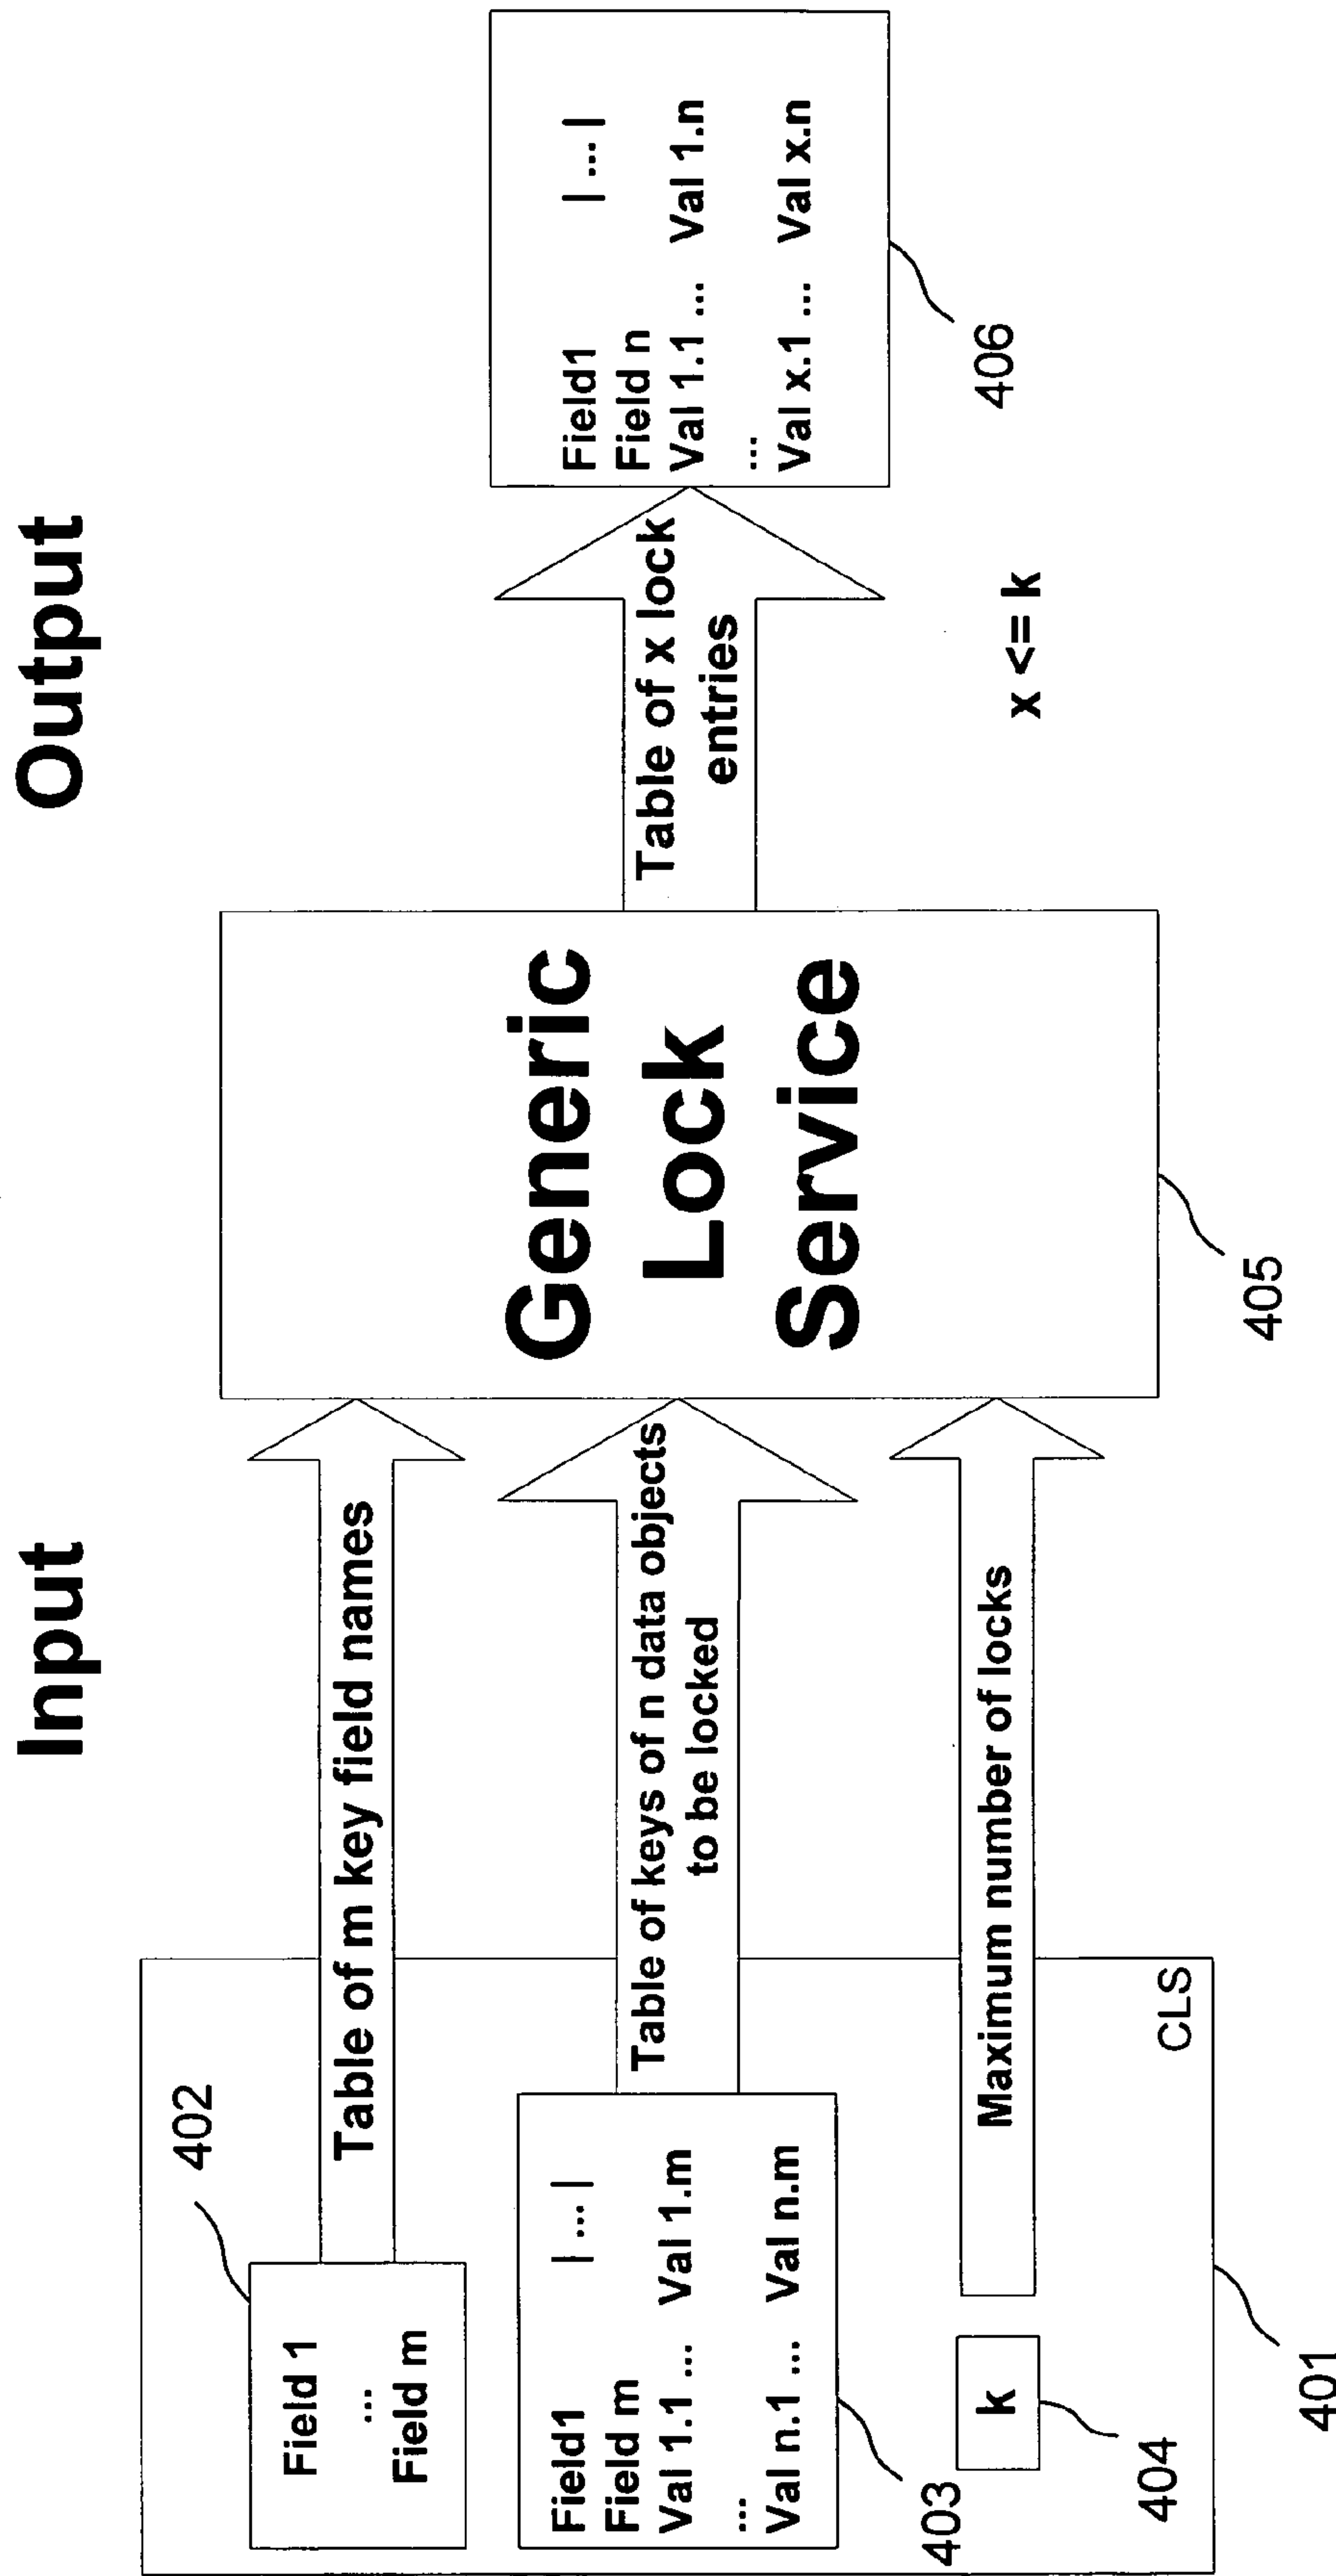 Input
Output
402
Field 1
...
Field m
Table of m key field names
Field1 | ... |
Field m
Val 1.1 ... Val 1.m
...
Val n.1 ... Val n.m
403
Table of keys of n data objects
to be locked
k
404
Maximum number of locks
CLS
401
Generic
Lock
Service
405
Table of x lock
entries
x <= k
Field1 | ... |
Field n
Val 1.1 ... Val 1.n
...
Val x.1 ... Val x.n
406